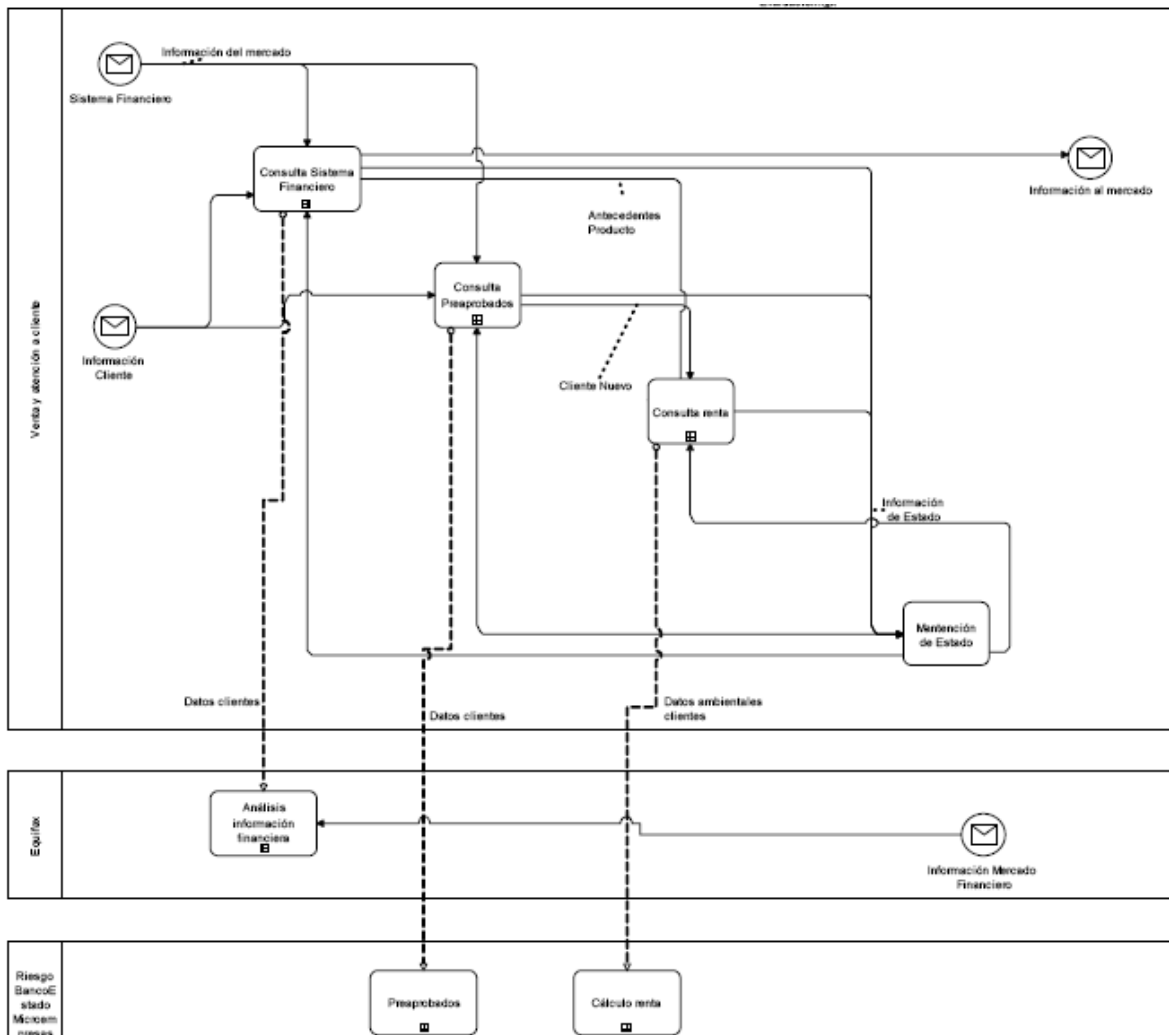 Información del mercado
Sistema Financiero
Consulta Sistema
Financiero
Información al mercado
Antecedentes
Producto
Venta y atención a cliente
Consulta
Preaprobados
Información
Cliente
Cliente Nuevo
Consulta renta
Información
de Estado
Mantención
de Estado
Datos clientes
Datos clientes
Datos ambientales
clientes
Equifax
Análisis
información
financiera
Información Mercado
Financiero
Riesgo
BancoE
stado
Microem
presas
Preaprobados
Cálculo renta